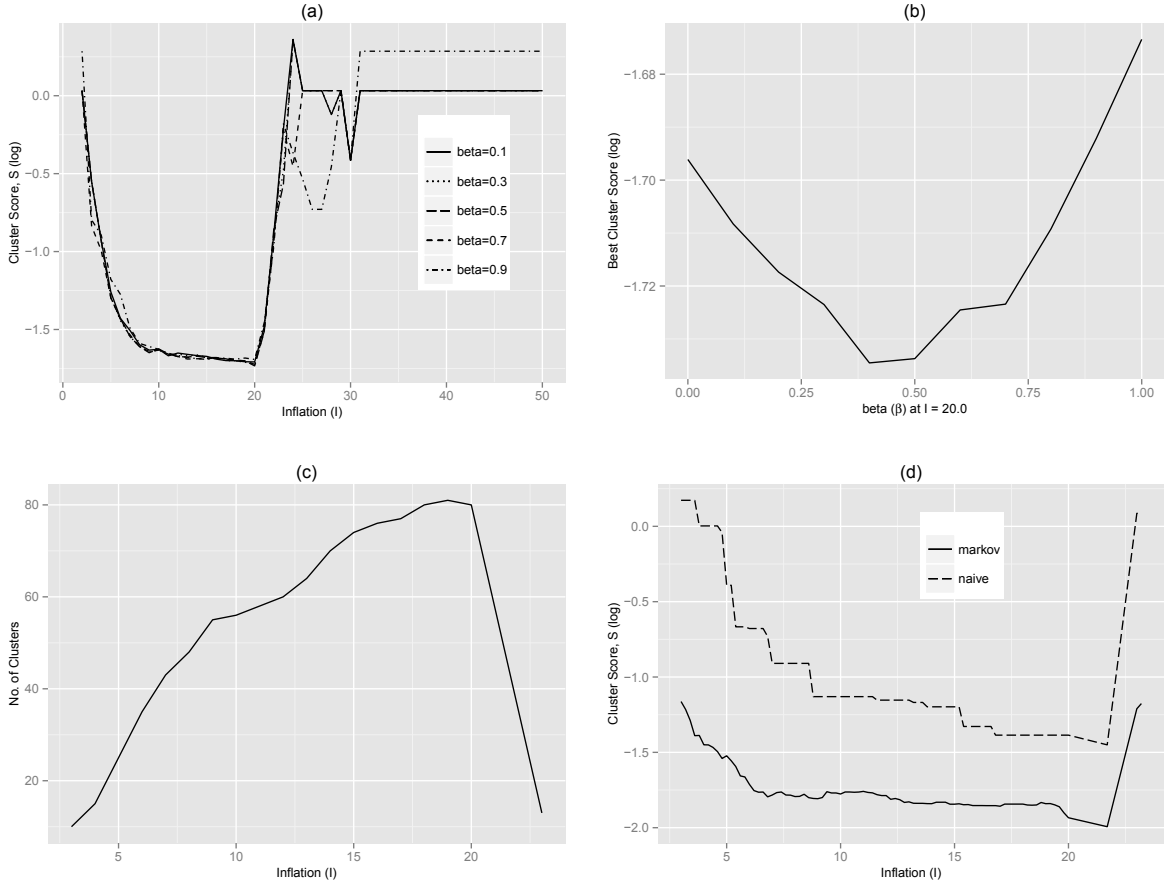 (a)
Cluster Score, S (log)
0.0
−0.5
−1.0
−1.5
beta=0.1
beta=0.3
beta=0.5
beta=0.7
beta=0.9
0 10 20 30 40 50
Inflation (I)
(b)
Best Cluster Score (log)
−1.68
−1.70
−1.72
0.00 0.25 0.50 0.75 1.00
beta (β) at I = 20.0
(c)
No. of Clusters
80
60
40
20
5 10 15 20
Inflation (I)
(d)
Cluster Score, S (log)
0.0
−0.5
−1.0
−1.5
−2.0
markov
naive
5 10 15 20
Inflation (I)